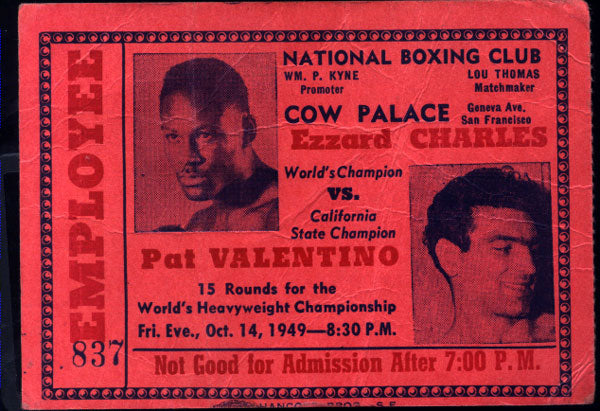 EMPLOYEE
837
NATIONAL BOXING CLUB
WM. P. KYNE
Promoter
LOU THOMAS
Matchmaker
COW PALACE
Geneva Ave.
San Francisco
Ezzard CHARLES
World's Champion
vs.
California
State Champion
Pat VALENTINO
15 Rounds for the
World's Heavyweight Championship
Fri. Eve., Oct. 14, 1949—8:30 P.M.
Not Good for Admission After 7:00 P.M.